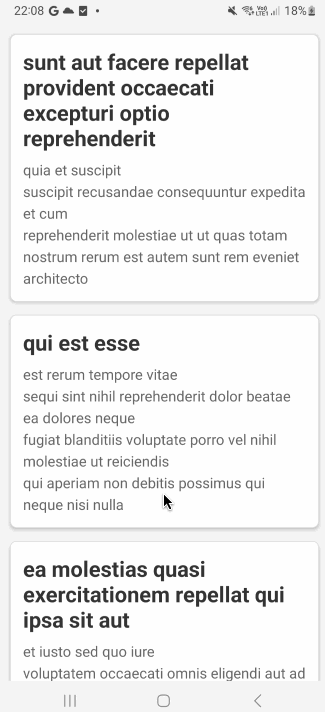 22:08 G
Vo) LTE1 18%
sunt aut facere repellat
provident occaecati
excepturi optio
reprehenderit
quia et suscipit
suscipit recusandae consequuntur expedita
et cum
reprehenderit molestiae ut ut quas totam
nostrum rerum est autem sunt rem eveniet
architecto
qui est esse
est rerum tempore vitae
sequi sint nihil reprehenderit dolor beatae
ea dolores neque
fugiat blanditiis voluptate porro vel nihil
molestiae ut reiciendis
qui aperiam non debitis possimus qui
neque nisi nulla
ea molestias quasi
exercitationem repellat qui
ipsa sit aut
et iusto sed quo iure
voluptatem occaecati omnis eligendi aut ad